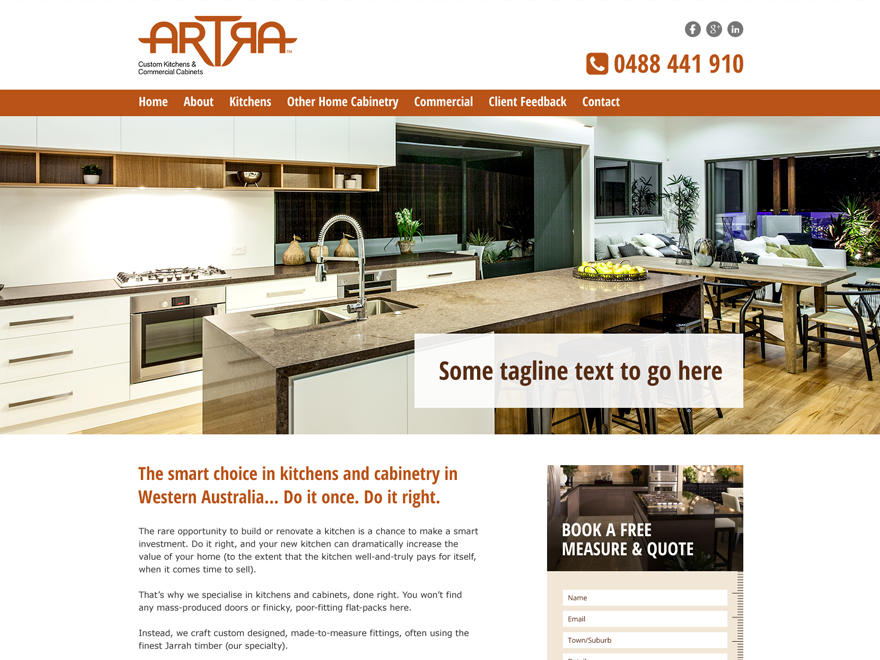 ARTRA™
Custom Kitchens &
Commercial Cabinets
f g+ in
0488 441 910
Home About Kitchens Other Home Cabinetry Commercial Client Feedback Contact
Some tagline text to go here
The smart choice in kitchens and cabinetry in
Western Australia... Do it once. Do it right.
The rare opportunity to build or renovate a kitchen is a chance to make a smart
investment. Do it right, and your new kitchen can dramatically increase the
value of your home (to the extent that the kitchen well-and-truly pays for itself,
when it comes time to sell).
That's why we specialise in kitchens and cabinets, done right. You won't find
any mass-produced doors or finicky, poor-fitting flat-packs here.
Instead, we craft custom designed, made-to-measure fittings, often using the
finest Jarrah timber (our specialty).
BOOK A FREE
MEASURE & QUOTE
Name
Email
Town/Suburb